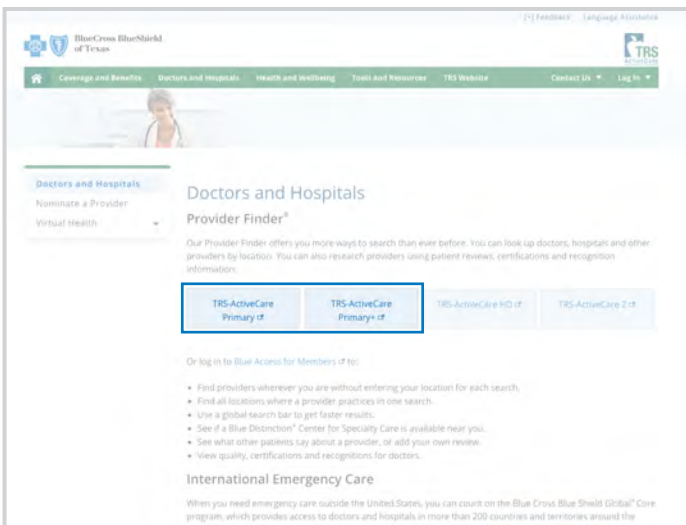 [+] Feedback Language Assistance
BlueCross BlueShield
of Texas
TRS
ACTIVECARE
Coverage and Benefits Doctors and Hospitals Health and Wellbeing Tools and Resources TRS Website Contact Us Log In
Doctors and Hospitals
Nominate a Provider
Virtual Health
Doctors and Hospitals
Provider Finder®
Our Provider Finder offers you more ways to search than ever before. You can look up doctors, hospitals and other
providers by location. You can also research providers using patient reviews, certifications and recognition
information.
TRS-ActiveCare
Primary
TRS-ActiveCare
Primary+
TRS-ActiveCare HD
TRS-ActiveCare 2
Or log in to Blue Access for Members to:
• Find providers wherever you are without entering your location for each search.
• Find all locations where a provider practices in one search.
• Use a global search bar to get faster results.
• See if a Blue Distinction® Center for Specialty Care is available near you.
• See what other patients say about a provider, or add your own review.
• View quality, certifications and recognitions for doctors.
International Emergency Care
When you need emergency care outside the United States, you can count on the Blue Cross Blue Shield Global® Core
program, which provides access to doctors and hospitals in more than 200 countries and territories around the